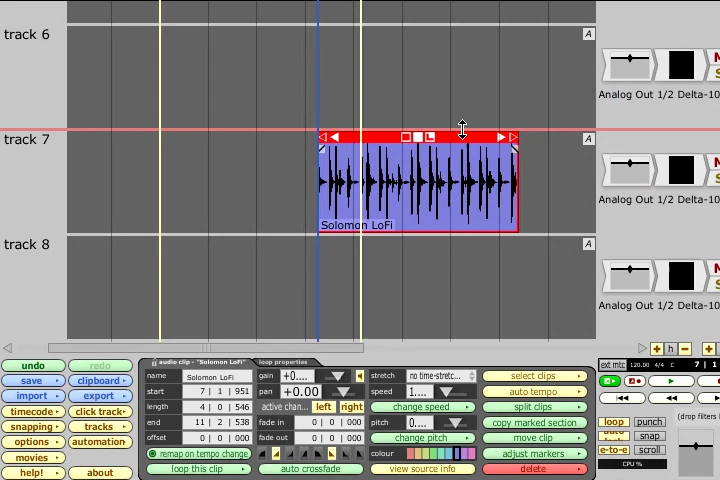 track 6
A
Analog Out 1/2 Delta-10
track 7
A
Solomon LoFi
Analog Out 1/2 Delta-10
track 8
A
Analog Out 1/2 Delta-10
h
undo
redo
save
clipboard
import
export
timecode
click track
snapping
tracks
options
automation
movies
help!
about
audio clip - "Solomon LoFi"
loop properties
name
Solomon LoFi
start
7 | 1 | 951
length
4 | 0 | 546
end
11 | 2 | 538
offset
0 | 0 | 000
remap on tempo change
loop this clip
gain
+0....
pan
+0.00
active chan...
left
right
fade in
0 | 0 | 000
fade out
0 | 0 | 000
auto crossfade
stretch
no time-stretc...
speed
1....
change speed
pitch
0....
change pitch
colour
view source info
select clips
auto tempo
split clips
copy marked section
move clip
adjust markers
delete
ext mtc
120.00
4/4
C
7 | 1
loop
punch
snap
e-to-e
scroll
CPU %
(drop filters